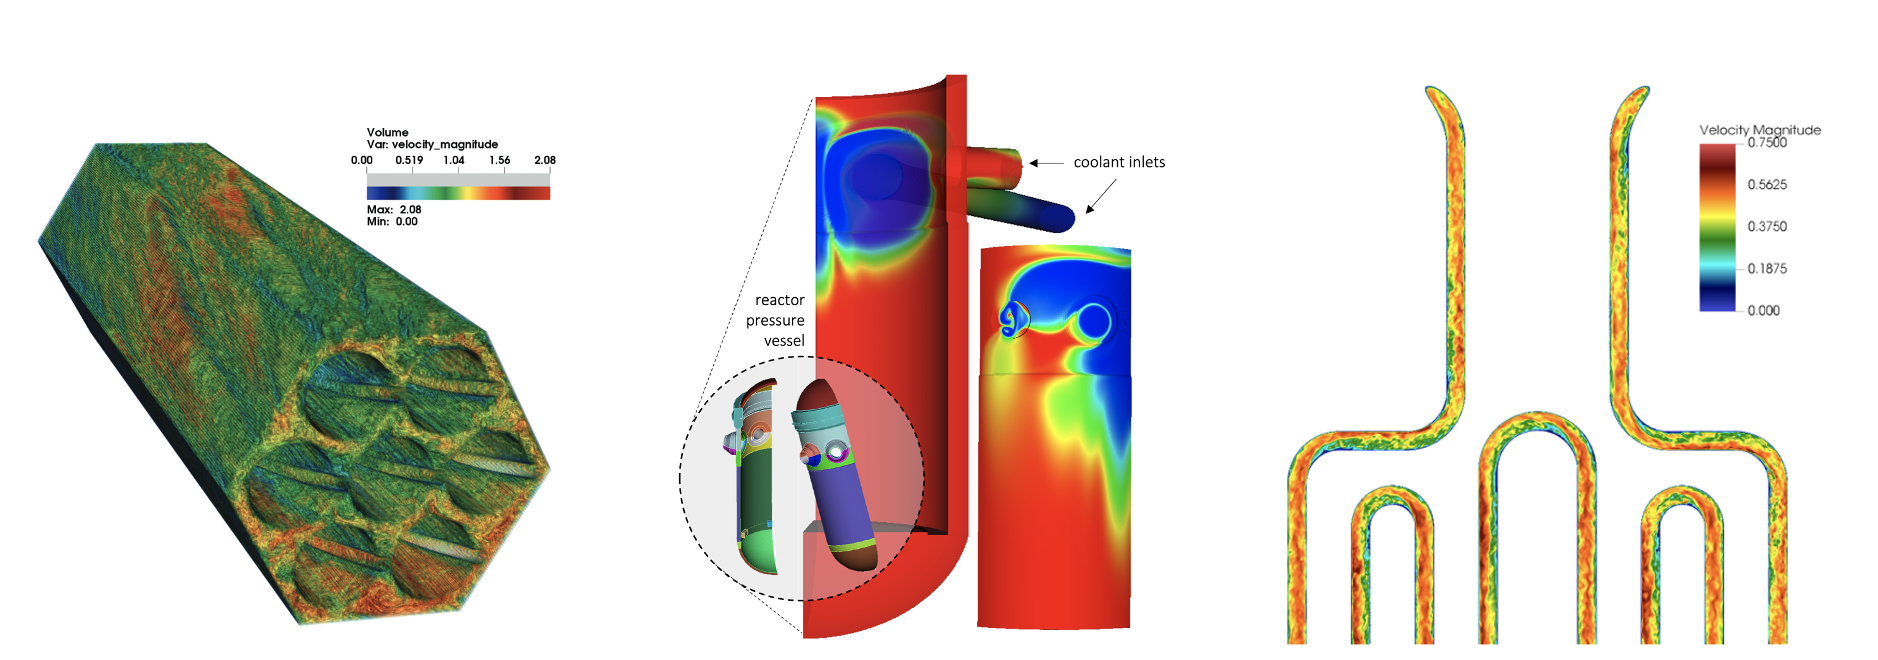 Volume
Var: velocity_magnitude
0.00 0.519 1.04 1.56 2.08
Max: 2.08
Min: 0.00
coolant inlets
reactor
pressure
vessel
Velocity Magnitude
0.7500
0.5625
0.3750
0.1875
0.000